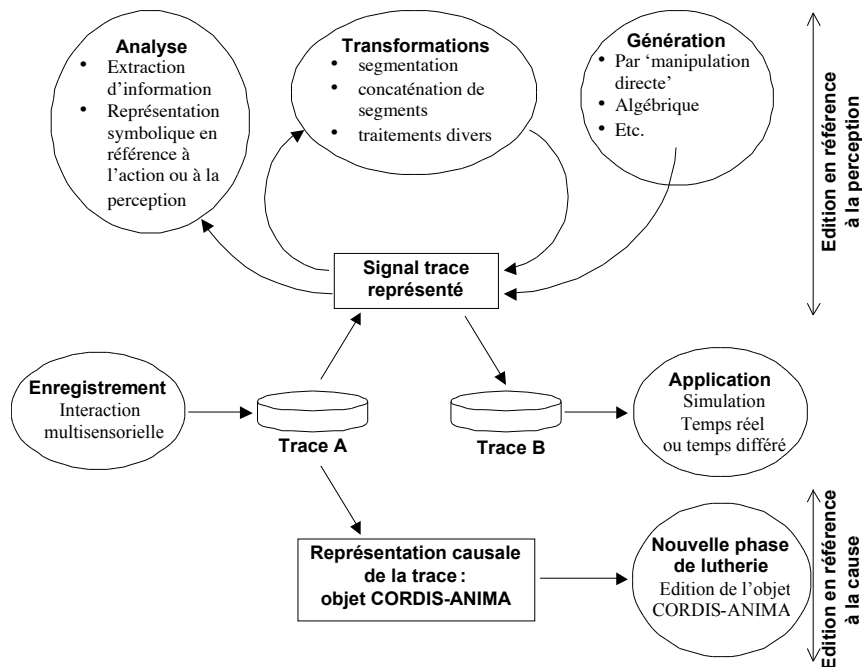 Analyse
• Extraction
d’information
• Représentation
symbolique en
référence à
l’action ou à la
perception
Transformations
• segmentation
• concaténation de
segments
• traitements divers
Génération
• Par ‘manipulation
directe’
• Algébrique
• Etc.
Edition en référence
à la perception
Signal trace
représenté
Enregistrement
Interaction
multisensorielle
Trace A
Trace B
Application
Simulation
Temps réel
ou temps différé
Représentation causale
de la trace :
objet CORDIS-ANIMA
Nouvelle phase
de lutherie
Edition de l’objet
CORDIS-ANIMA
Edition en référence
à la cause